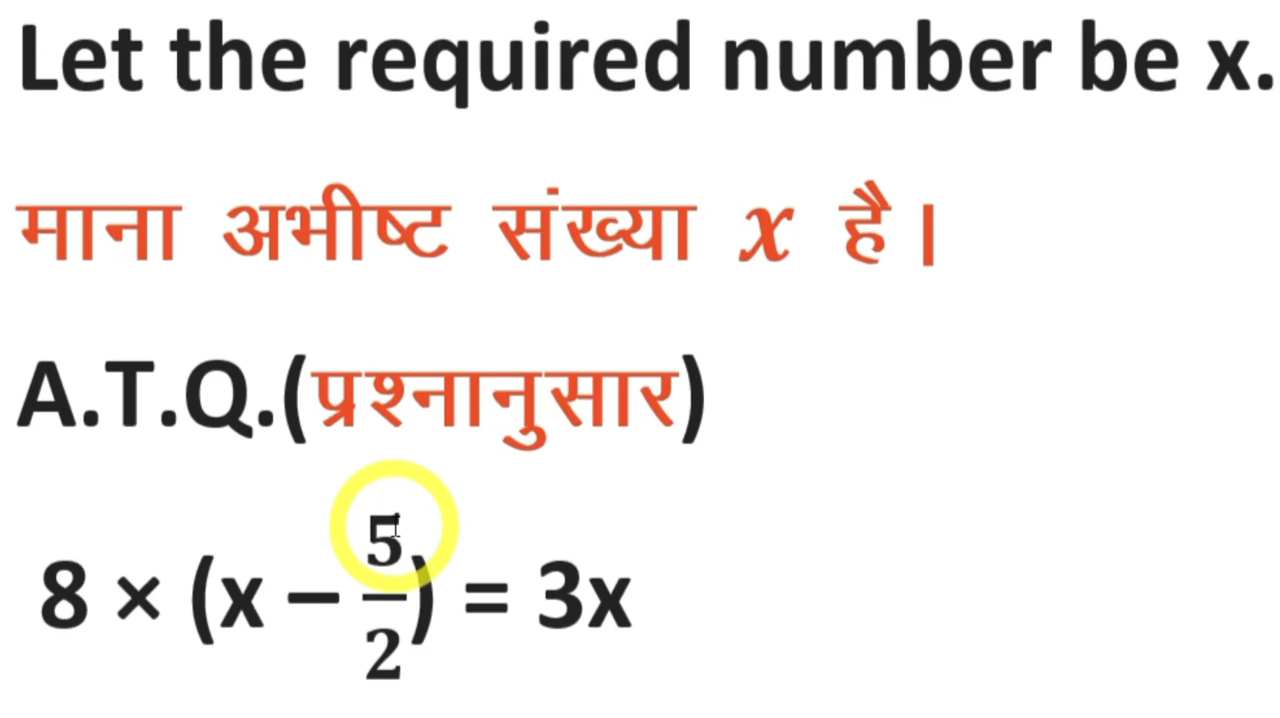 Let the required number be x.
माना अभीष्ट संख्या x है।
A.T.Q.(प्रश्नानुसार)
8 × (x – 5/2) = 3x